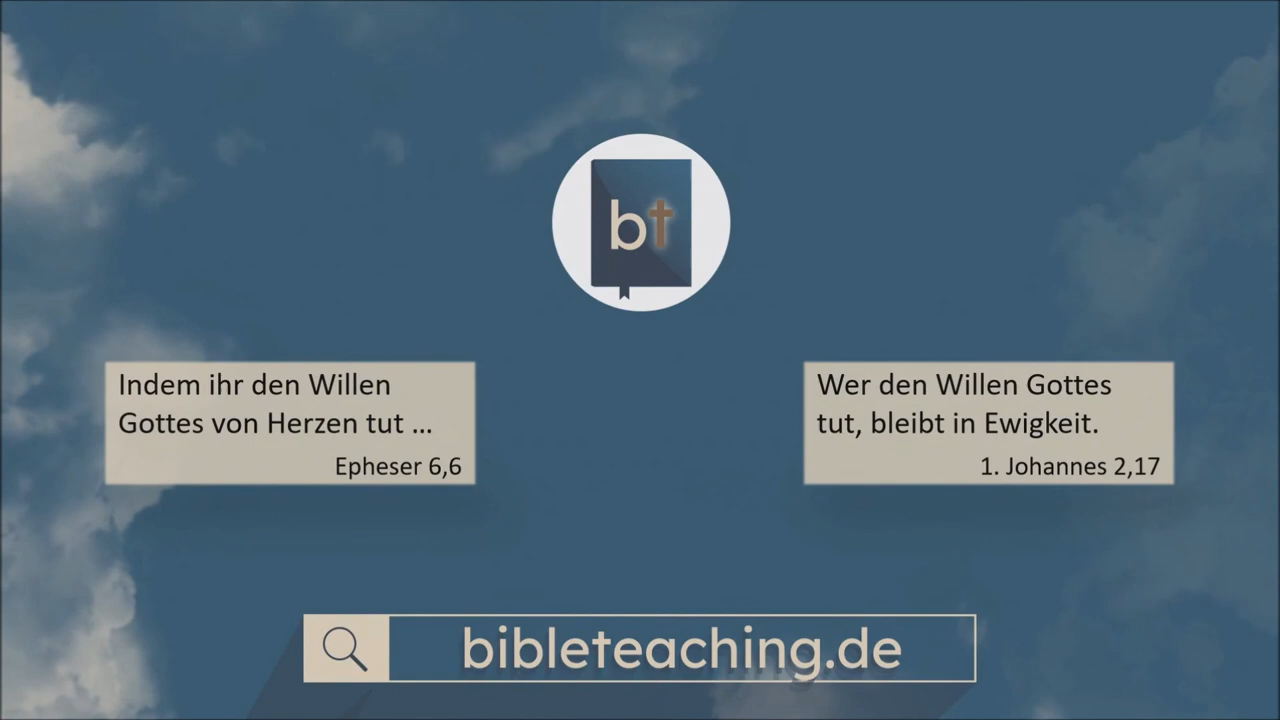 bt
Indem ihr den Willen
Gottes von Herzen tut ...
Epheser 6,6
Wer den Willen Gottes
tut, bleibt in Ewigkeit.
1. Johannes 2,17
bibleteaching.de